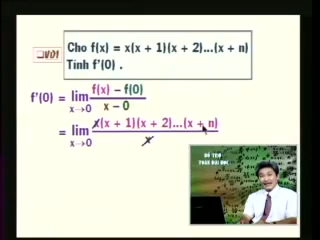 VD1
Cho f(x) = x(x + 1)(x + 2)...(x + n)
Tính f'(0) .
f'(0) = lim f(x) − f(0) / x − 0
x→0
= lim x(x + 1)(x + 2)...(x + n) / x
x→0